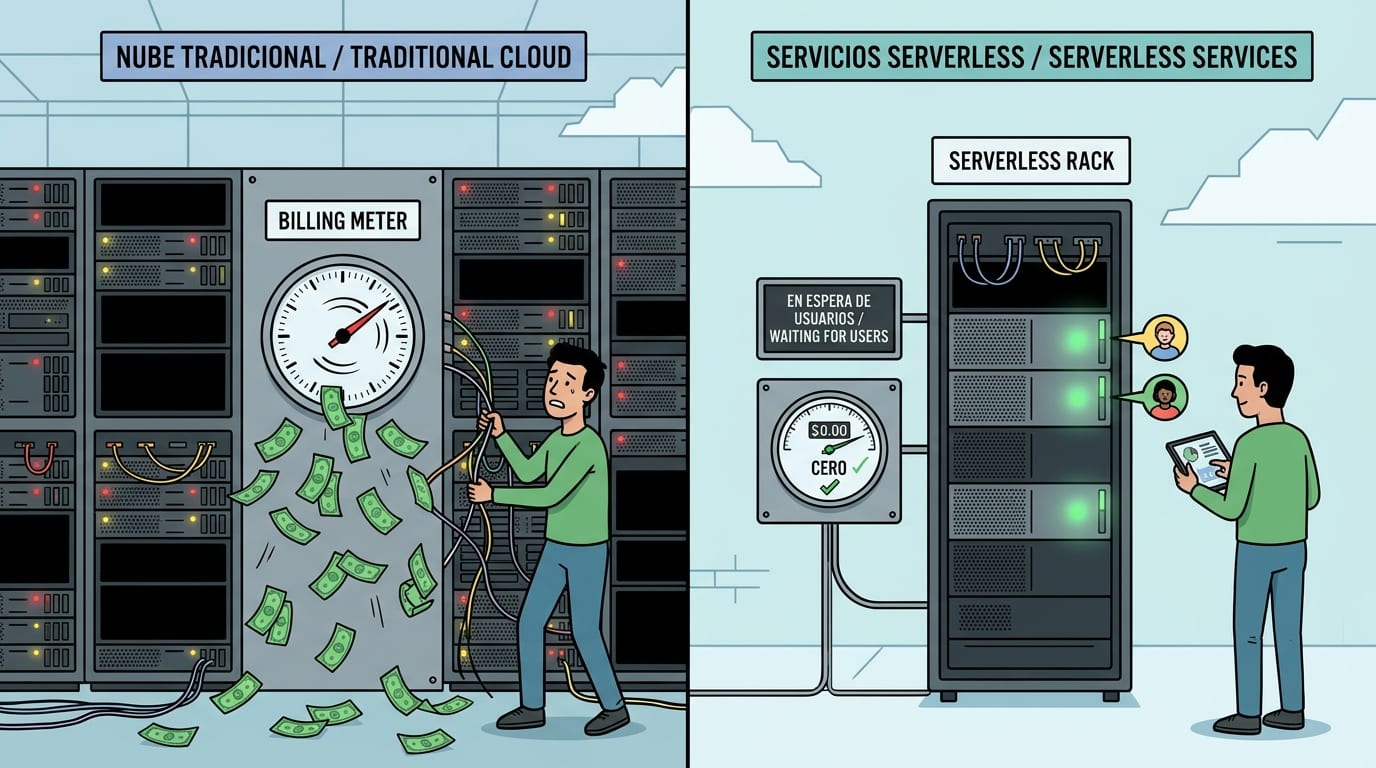 NUBE TRADICIONAL / TRADITIONAL CLOUD
BILLING METER
SERVICIOS SERVERLESS / SERVERLESS SERVICES
SERVERLESS RACK
EN ESPERA DE
USUARIOS /
WAITING FOR USERS
$0.00
CERO